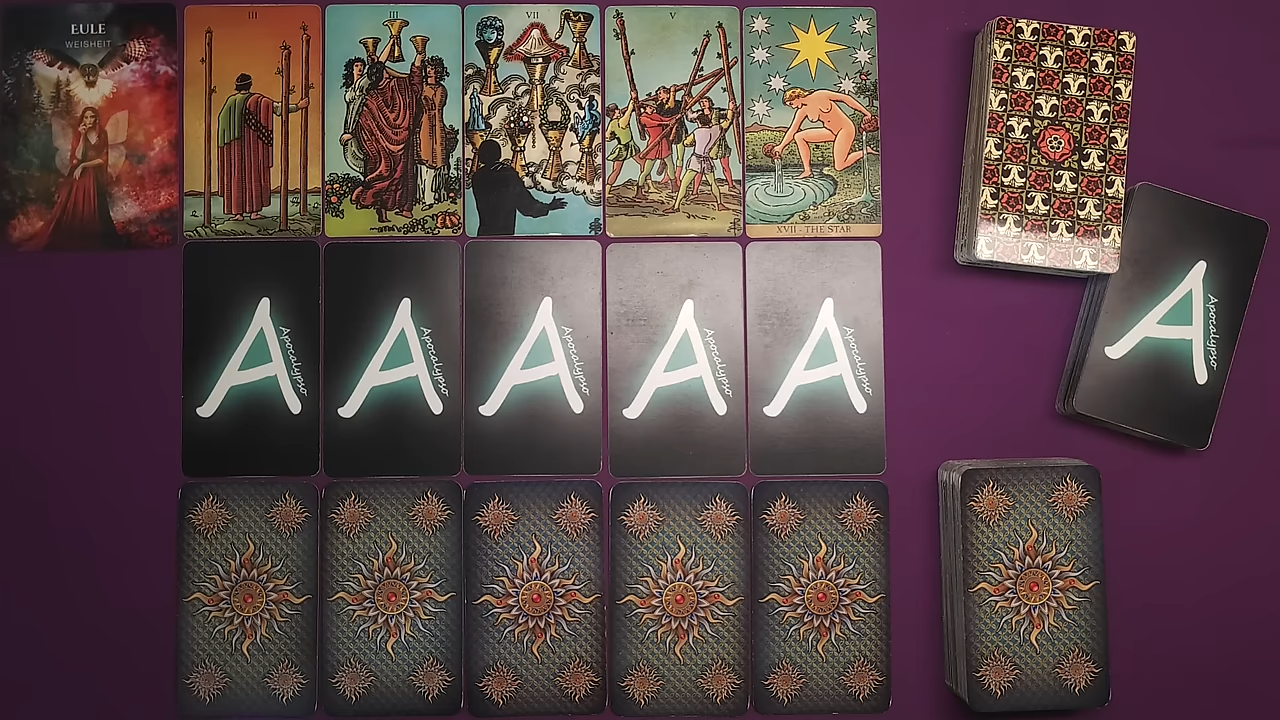 EULE
WEISHEIT
III
III
VII
V
XVII - THE STAR
A
Apocalypso
A
Apocalypso
A
Apocalypso
A
Apocalypso
A
Apocalypso
A
Apocalypso